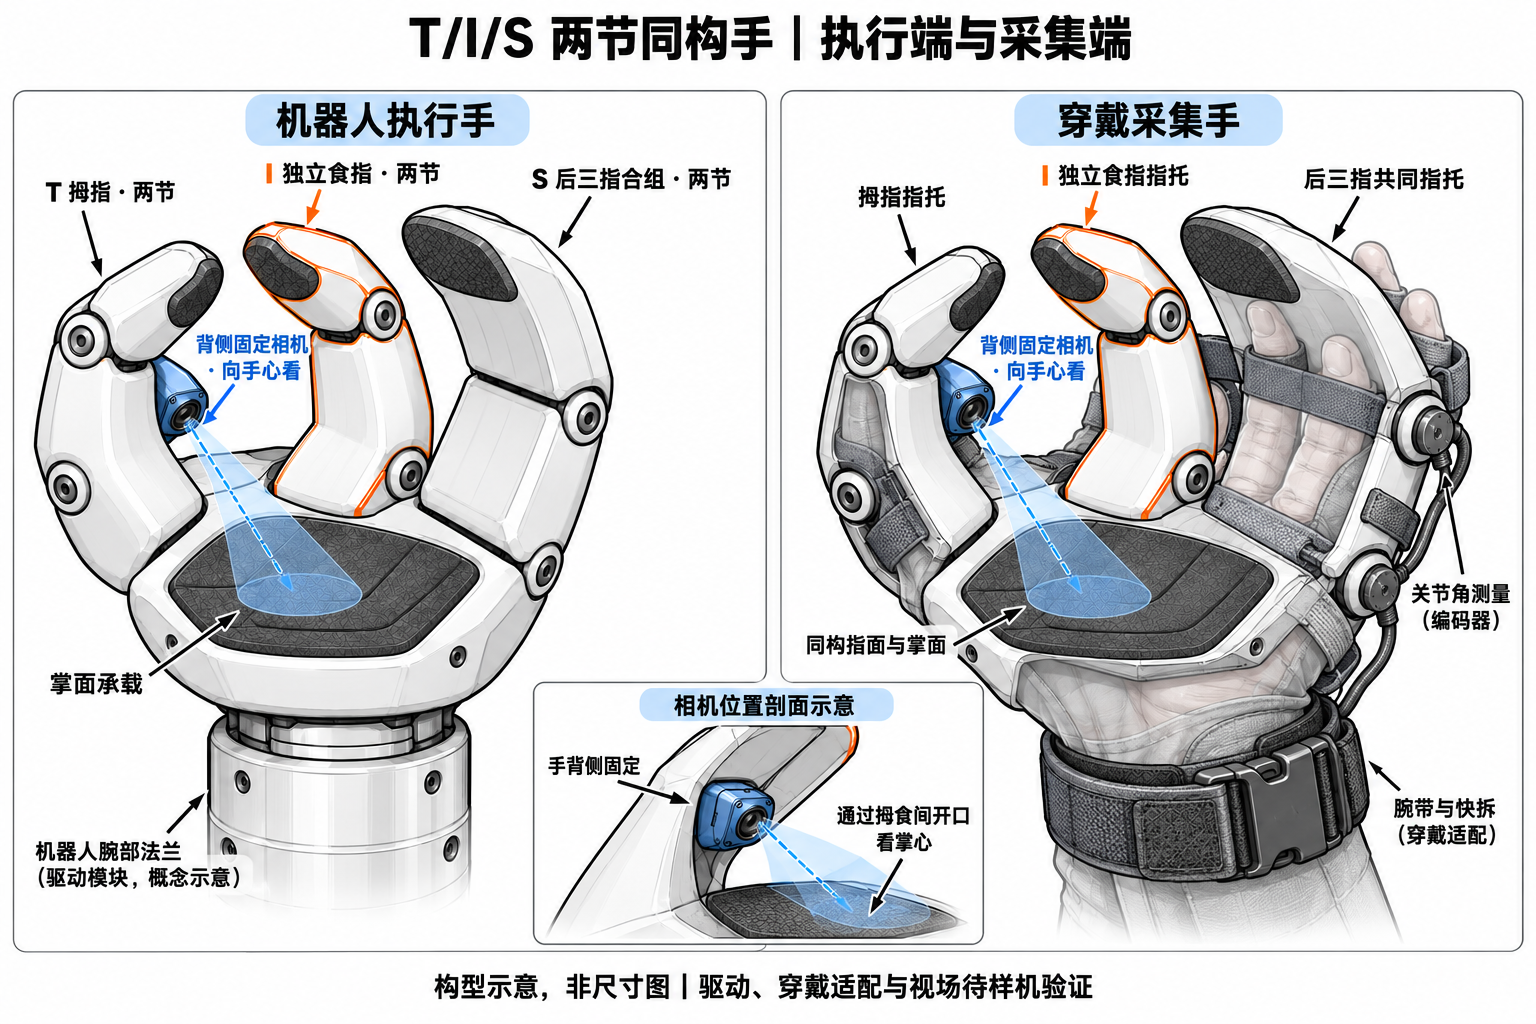 T/I/S 两节同构手｜执行端与采集端
机器人执行手
T 拇指·两节
I 独立食指·两节
S 后三指合组·两节
背侧固定相机
·向手心看
掌面承载
机器人腕部法兰
（驱动模块，概念示意）
穿戴采集手
拇指指托
I 独立食指指托
后三指共同指托
背侧固定相机
·向手心看
同构指面与掌面
关节角测量
（编码器）
腕带与快拆
（穿戴适配）
相机位置剖面示意
手背侧固定
通过拇食间开口
看掌心
构型示意，非尺寸图｜驱动、穿戴适配与视场待样机验证